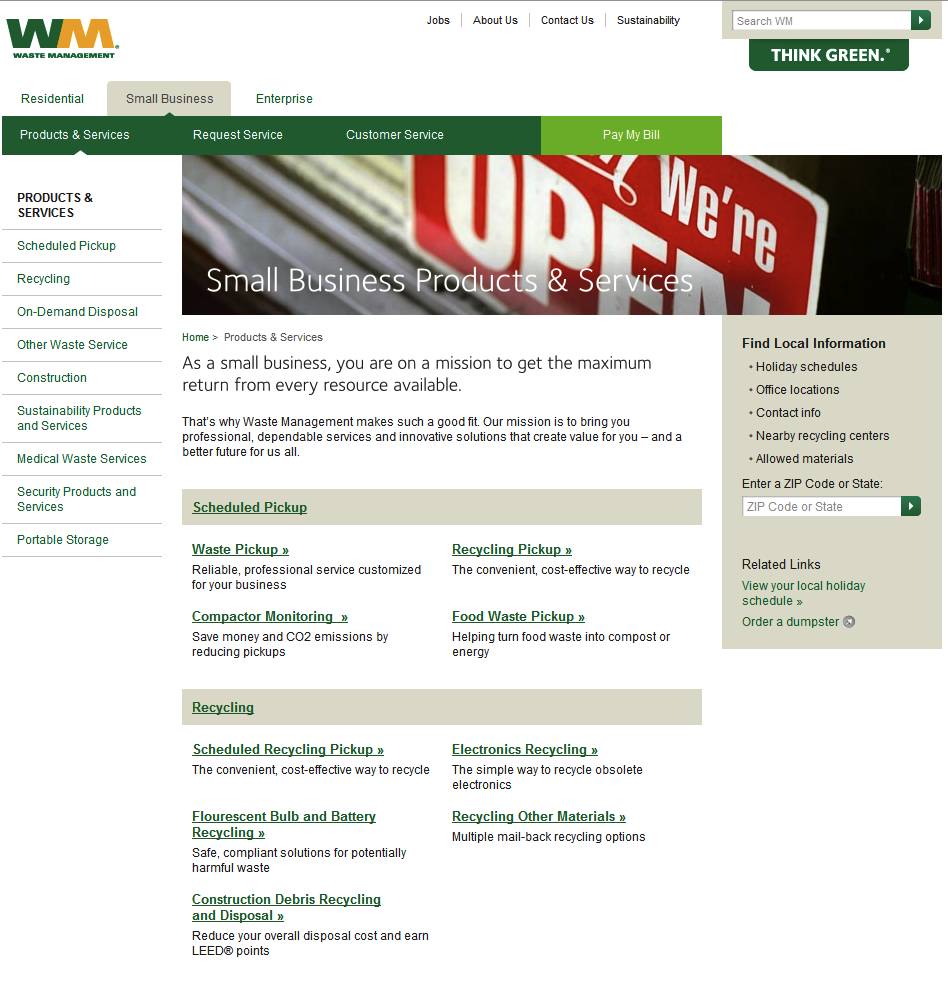 WM®
WASTE MANAGEMENT
Jobs
About Us
Contact Us
Sustainability
Search WM
THINK GREEN.®
Residential
Small Business
Enterprise
Products & Services
Request Service
Customer Service
Pay My Bill
PRODUCTS &
SERVICES
Scheduled Pickup
Recycling
On-Demand Disposal
Other Waste Service
Construction
Sustainability Products
and Services
Medical Waste Services
Security Products and
Services
Portable Storage
We're
OPEN
Small Business Products & Services
Home > Products & Services
As a small business, you are on a mission to get the maximum
return from every resource available.
That's why Waste Management makes such a good fit. Our mission is to bring you
professional, dependable services and innovative solutions that create value for you – and a
better future for us all.
Scheduled Pickup
Waste Pickup »
Reliable, professional service customized
for your business
Recycling Pickup »
The convenient, cost-effective way to recycle
Compactor Monitoring »
Save money and CO2 emissions by
reducing pickups
Food Waste Pickup »
Helping turn food waste into compost or
energy
Recycling
Scheduled Recycling Pickup »
The convenient, cost-effective way to recycle
Electronics Recycling »
The simple way to recycle obsolete
electronics
Flourescent Bulb and Battery
Recycling »
Safe, compliant solutions for potentially
harmful waste
Recycling Other Materials »
Multiple mail-back recycling options
Construction Debris Recycling
and Disposal »
Reduce your overall disposal cost and earn
LEED® points
Find Local Information
• Holiday schedules
• Office locations
• Contact info
• Nearby recycling centers
• Allowed materials
Enter a ZIP Code or State:
ZIP Code or State
Related Links
View your local holiday
schedule »
Order a dumpster